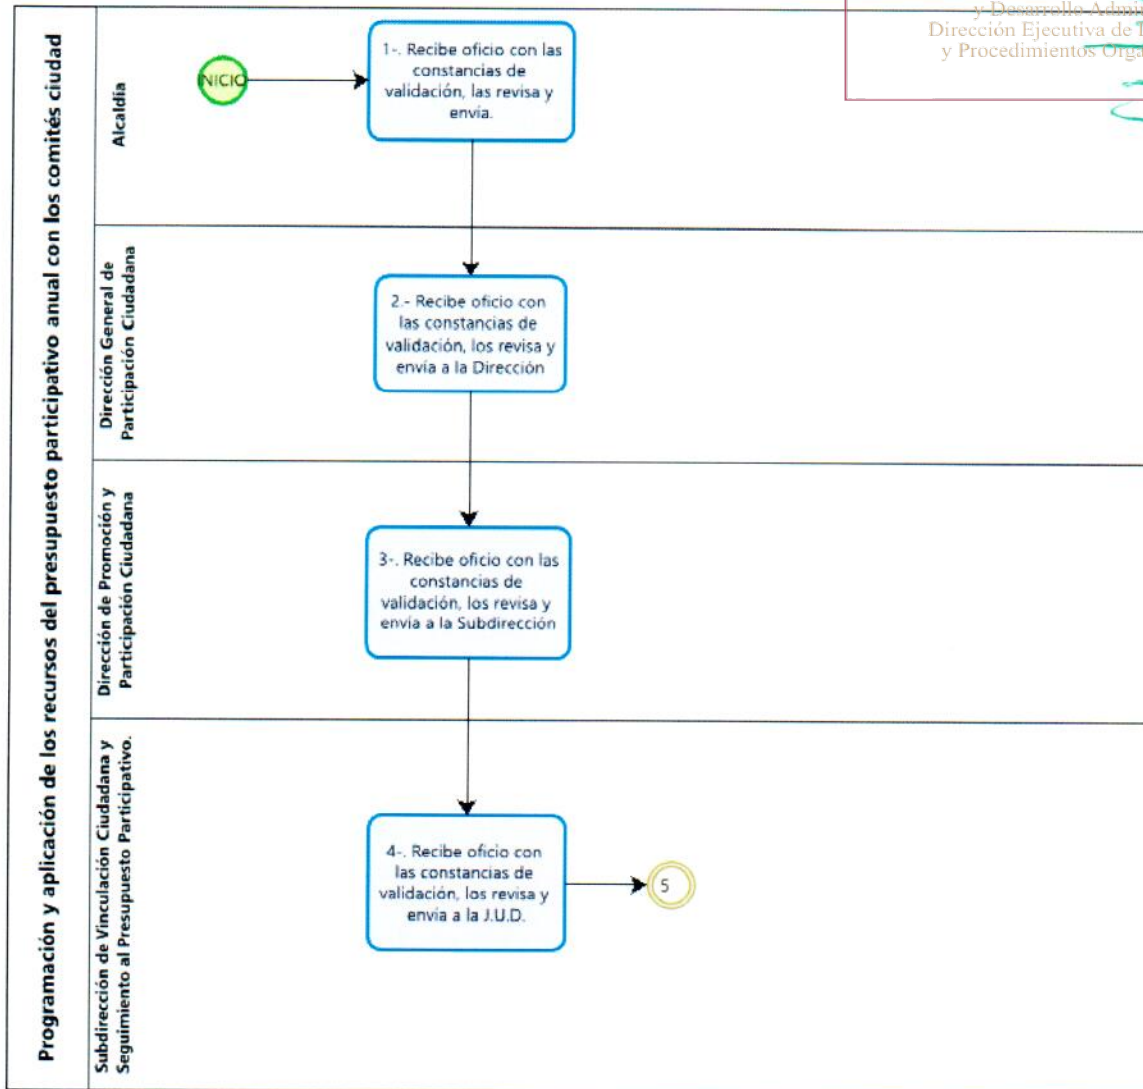 y Desarrollo
Dirección Ejecutiva de
y Procedimientos
Programación y aplicación de los recursos del presupuesto participativo anual con los comités ciudad
Alcaldía
INICIO
1-. Recibe oficio con las
constancias de
validación, las revisa y
envía.
Dirección General de
Participación Ciudadana
2.- Recibe oficio con
las constancias de
validación, los revisa y
envía a la Dirección
Dirección de Promoción y
Participación Ciudadana
3-. Recibe oficio con las
constancias de
validación, los revisa y
envía a la Subdirección
Subdirección de Vinculación Ciudadana y
Seguimiento al Presupuesto Participativo.
4-. Recibe oficio con
las constancias de
validación, los revisa y
envía a la J.U.D.
5